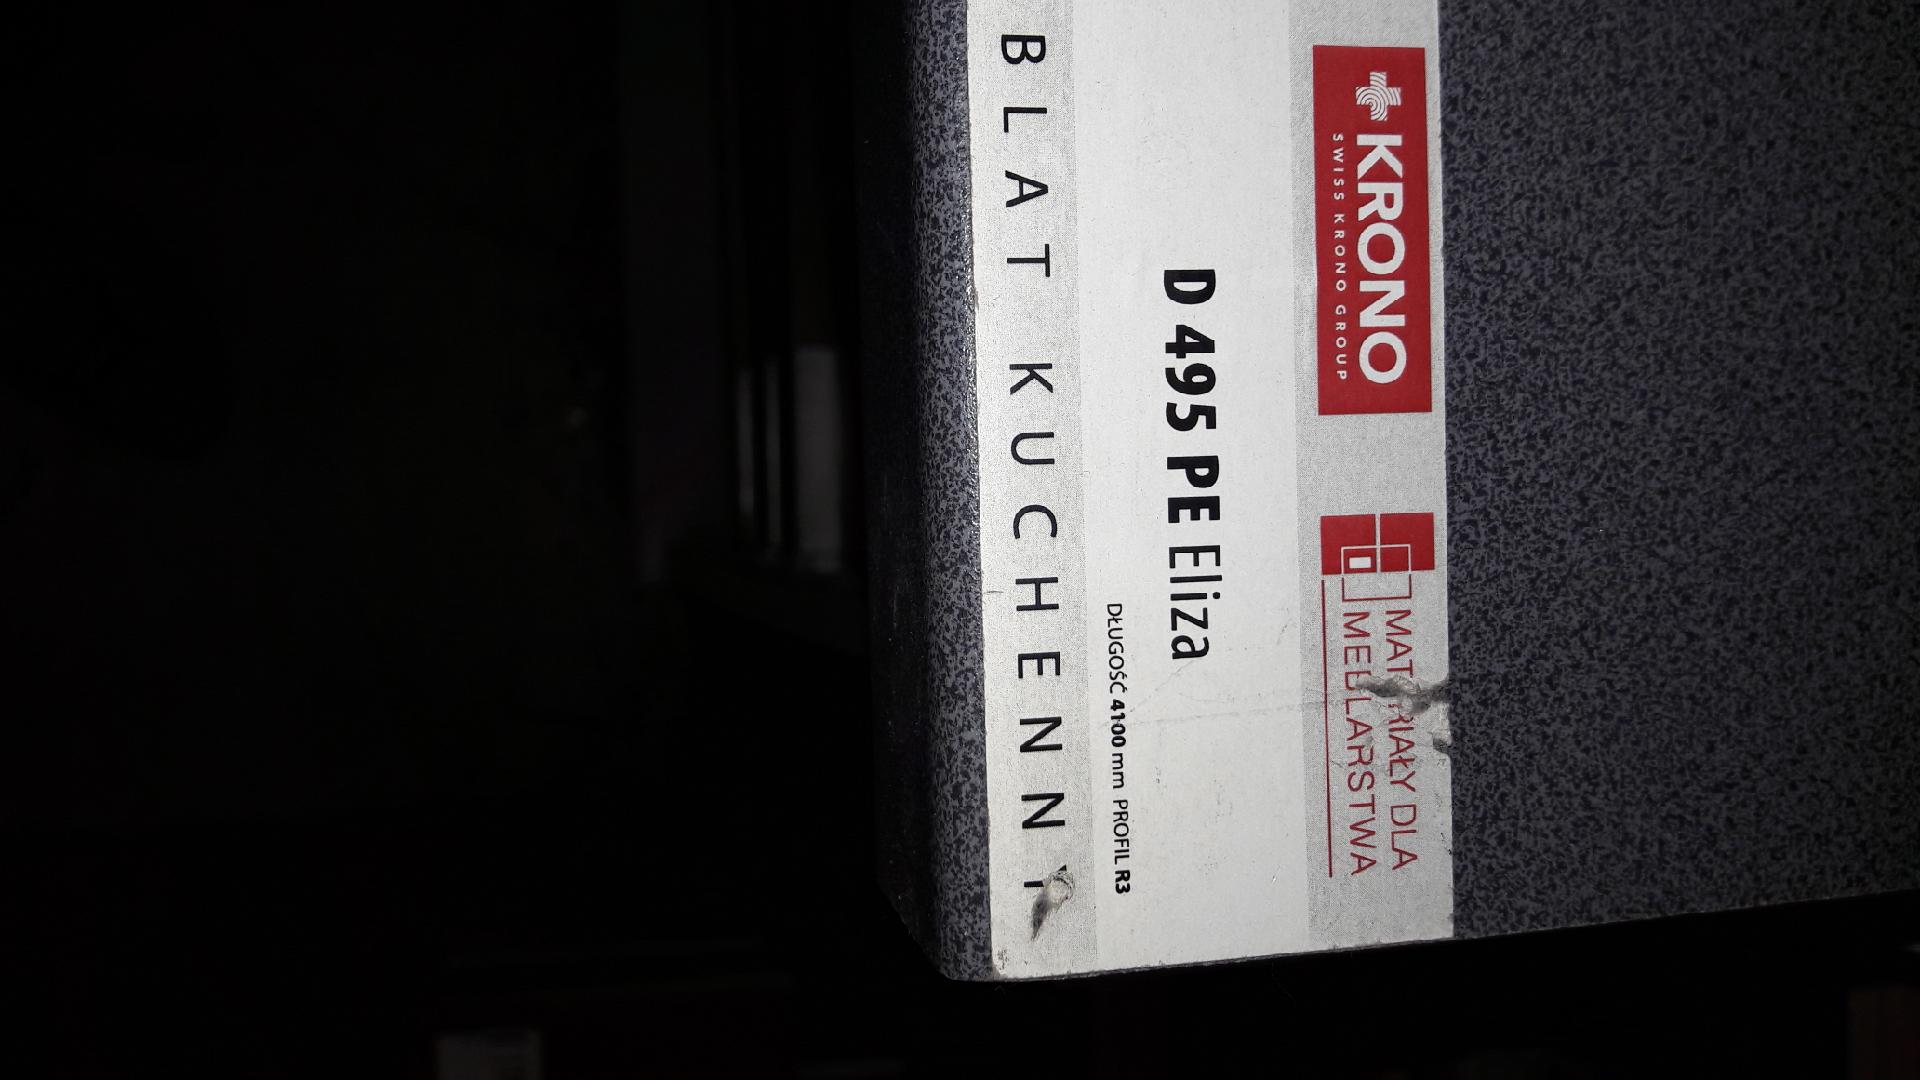 BLAT KUCHENNY
DŁUGOŚĆ 4100 mm PROFIL R3
D 495 PE Eliza
KRONO
SWISS KRONO GROUP
MATERIAŁY DLA
MEBLARSTWA